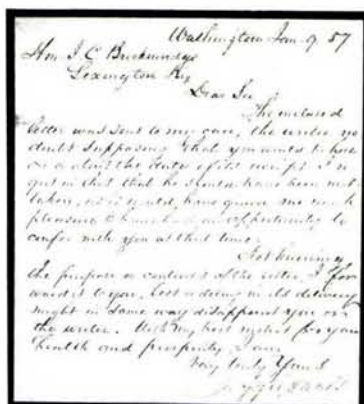 Washington Jan. 9. 57
Hon. J. C. Breckinridge
Lexington Ky.
Dear Sir
The inclosed
letter was sent to my care, the writer no
doubt supposing that you would be here
on or about the date of its receipt. I re
gret that he should have been mis
taken, as it would have given me much
pleasure to have had an opportunity to
confer with you at that time.
Not knowing
the purpose or contents of the letter, I for
ward it to you, lest a delay in its delivery
might in some way disappoint you or
the writer. With my best wishes for your
health and prosperity, I am
Very truly Yours